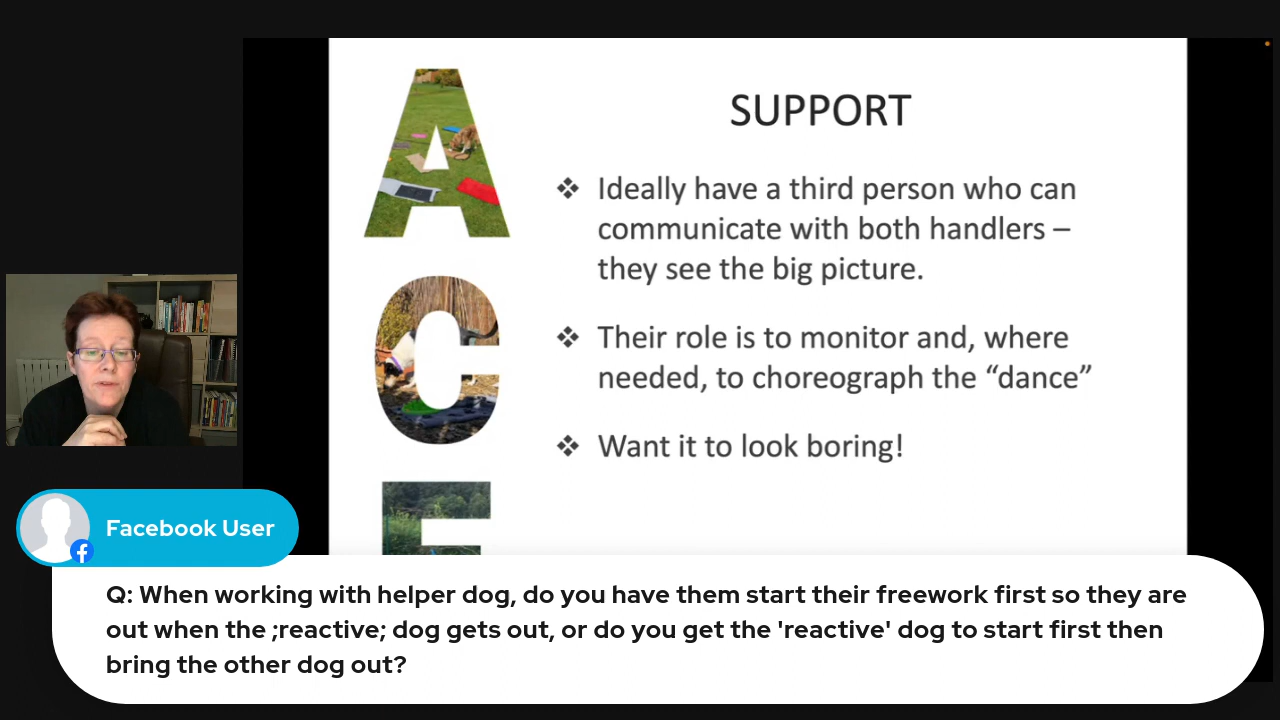 A
SUPPORT
❖ Ideally have a third person who can
communicate with both handlers –
they see the big picture.
C
❖ Their role is to monitor and, where
needed, to choreograph the “dance”
❖ Want it to look boring!
E
Facebook User
Q: When working with helper dog, do you have them start their freework first so they are
out when the ;reactive; dog gets out, or do you get the 'reactive' dog to start first then
bring the other dog out?